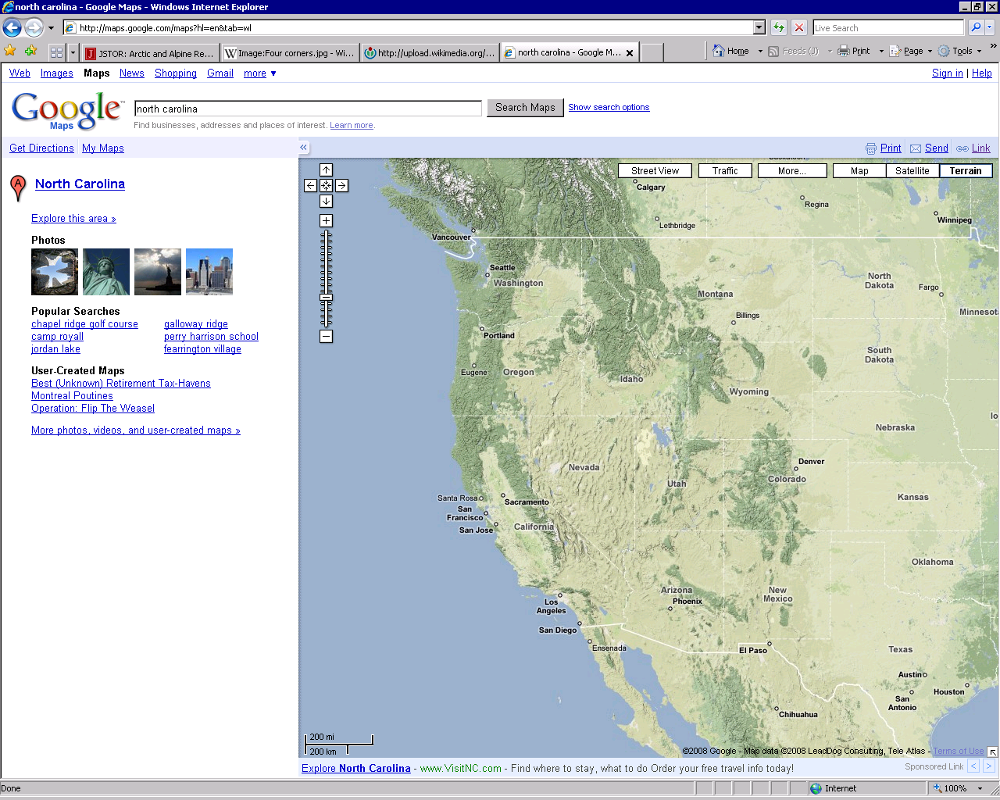 north carolina - Google Maps - Windows Internet Explorer
http://maps.google.com/maps?hl=en&tab=wl
Live Search
JSTOR: Arctic and Alpine Re...
Image:Four corners.jpg - Wi...
http://upload.wikimedia.org/...
north carolina - Google M...
Home
Feeds (J)
Print
Page
Tools
Web Images Maps News Shopping Gmail more
Sign in | Help
Google
Maps
north carolina
Search Maps
Show search options
Find businesses, addresses and places of interest. Learn more.
Get Directions My Maps
Print Send Link
A
North Carolina
Explore this area »
Photos
Popular Searches
chapel ridge golf course galloway ridge
camp royall perry harrison school
jordan lake fearrington village
User-Created Maps
Best (Unknown) Retirement Tax-Havens
Montreal Poutines
Operation: Flip The Weasel
More photos, videos, and user-created maps »
Street View Traffic More... Map Satellite Terrain
Calgary
Regina
Lethbridge
Winnipeg
Vancouver
Seattle
Washington
North
Dakota
Fargo
Montana
Billings
Minnesot
Portland
South
Dakota
Eugene
Oregon
Idaho
Wyoming
Io
Nebraska
Nevada
Denver
Colorado
Utah
Kansas
Santa Rosa
Sacramento
San
Francisco
San Jose
California
Oklahoma
Arizona
New
Mexico
Los
Angeles
Phoenix
San Diego
Ensenada
El Paso
Texas
Austin
Houston
San
Antonio
Chihuahua
200 mi
200 km
©2008 Google - Map data ©2008 LeadDog Consulting, Tele Atlas - Terms of Use
Explore North Carolina - www.VisitNC.com - Find where to stay, what to do Order your free travel info today!
Sponsored Link
Done
Internet
100%